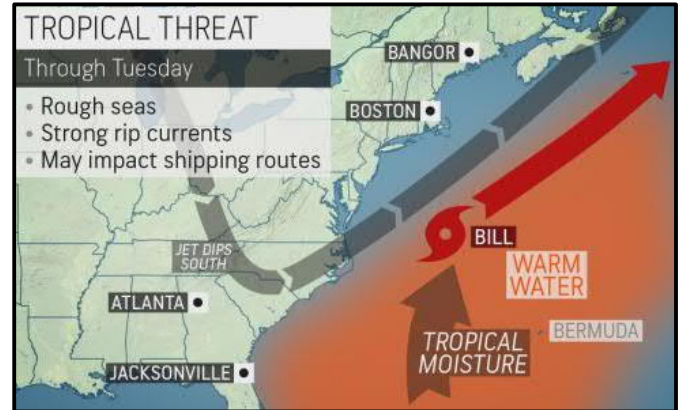 TROPICAL THREAT
Through Tuesday
• Rough seas
• Strong rip currents
• May impact shipping routes
BANGOR
BOSTON
JET DIPS
SOUTH
BILL
WARM
WATER
ATLANTA
TROPICAL
MOISTURE
BERMUDA
JACKSONVILLE